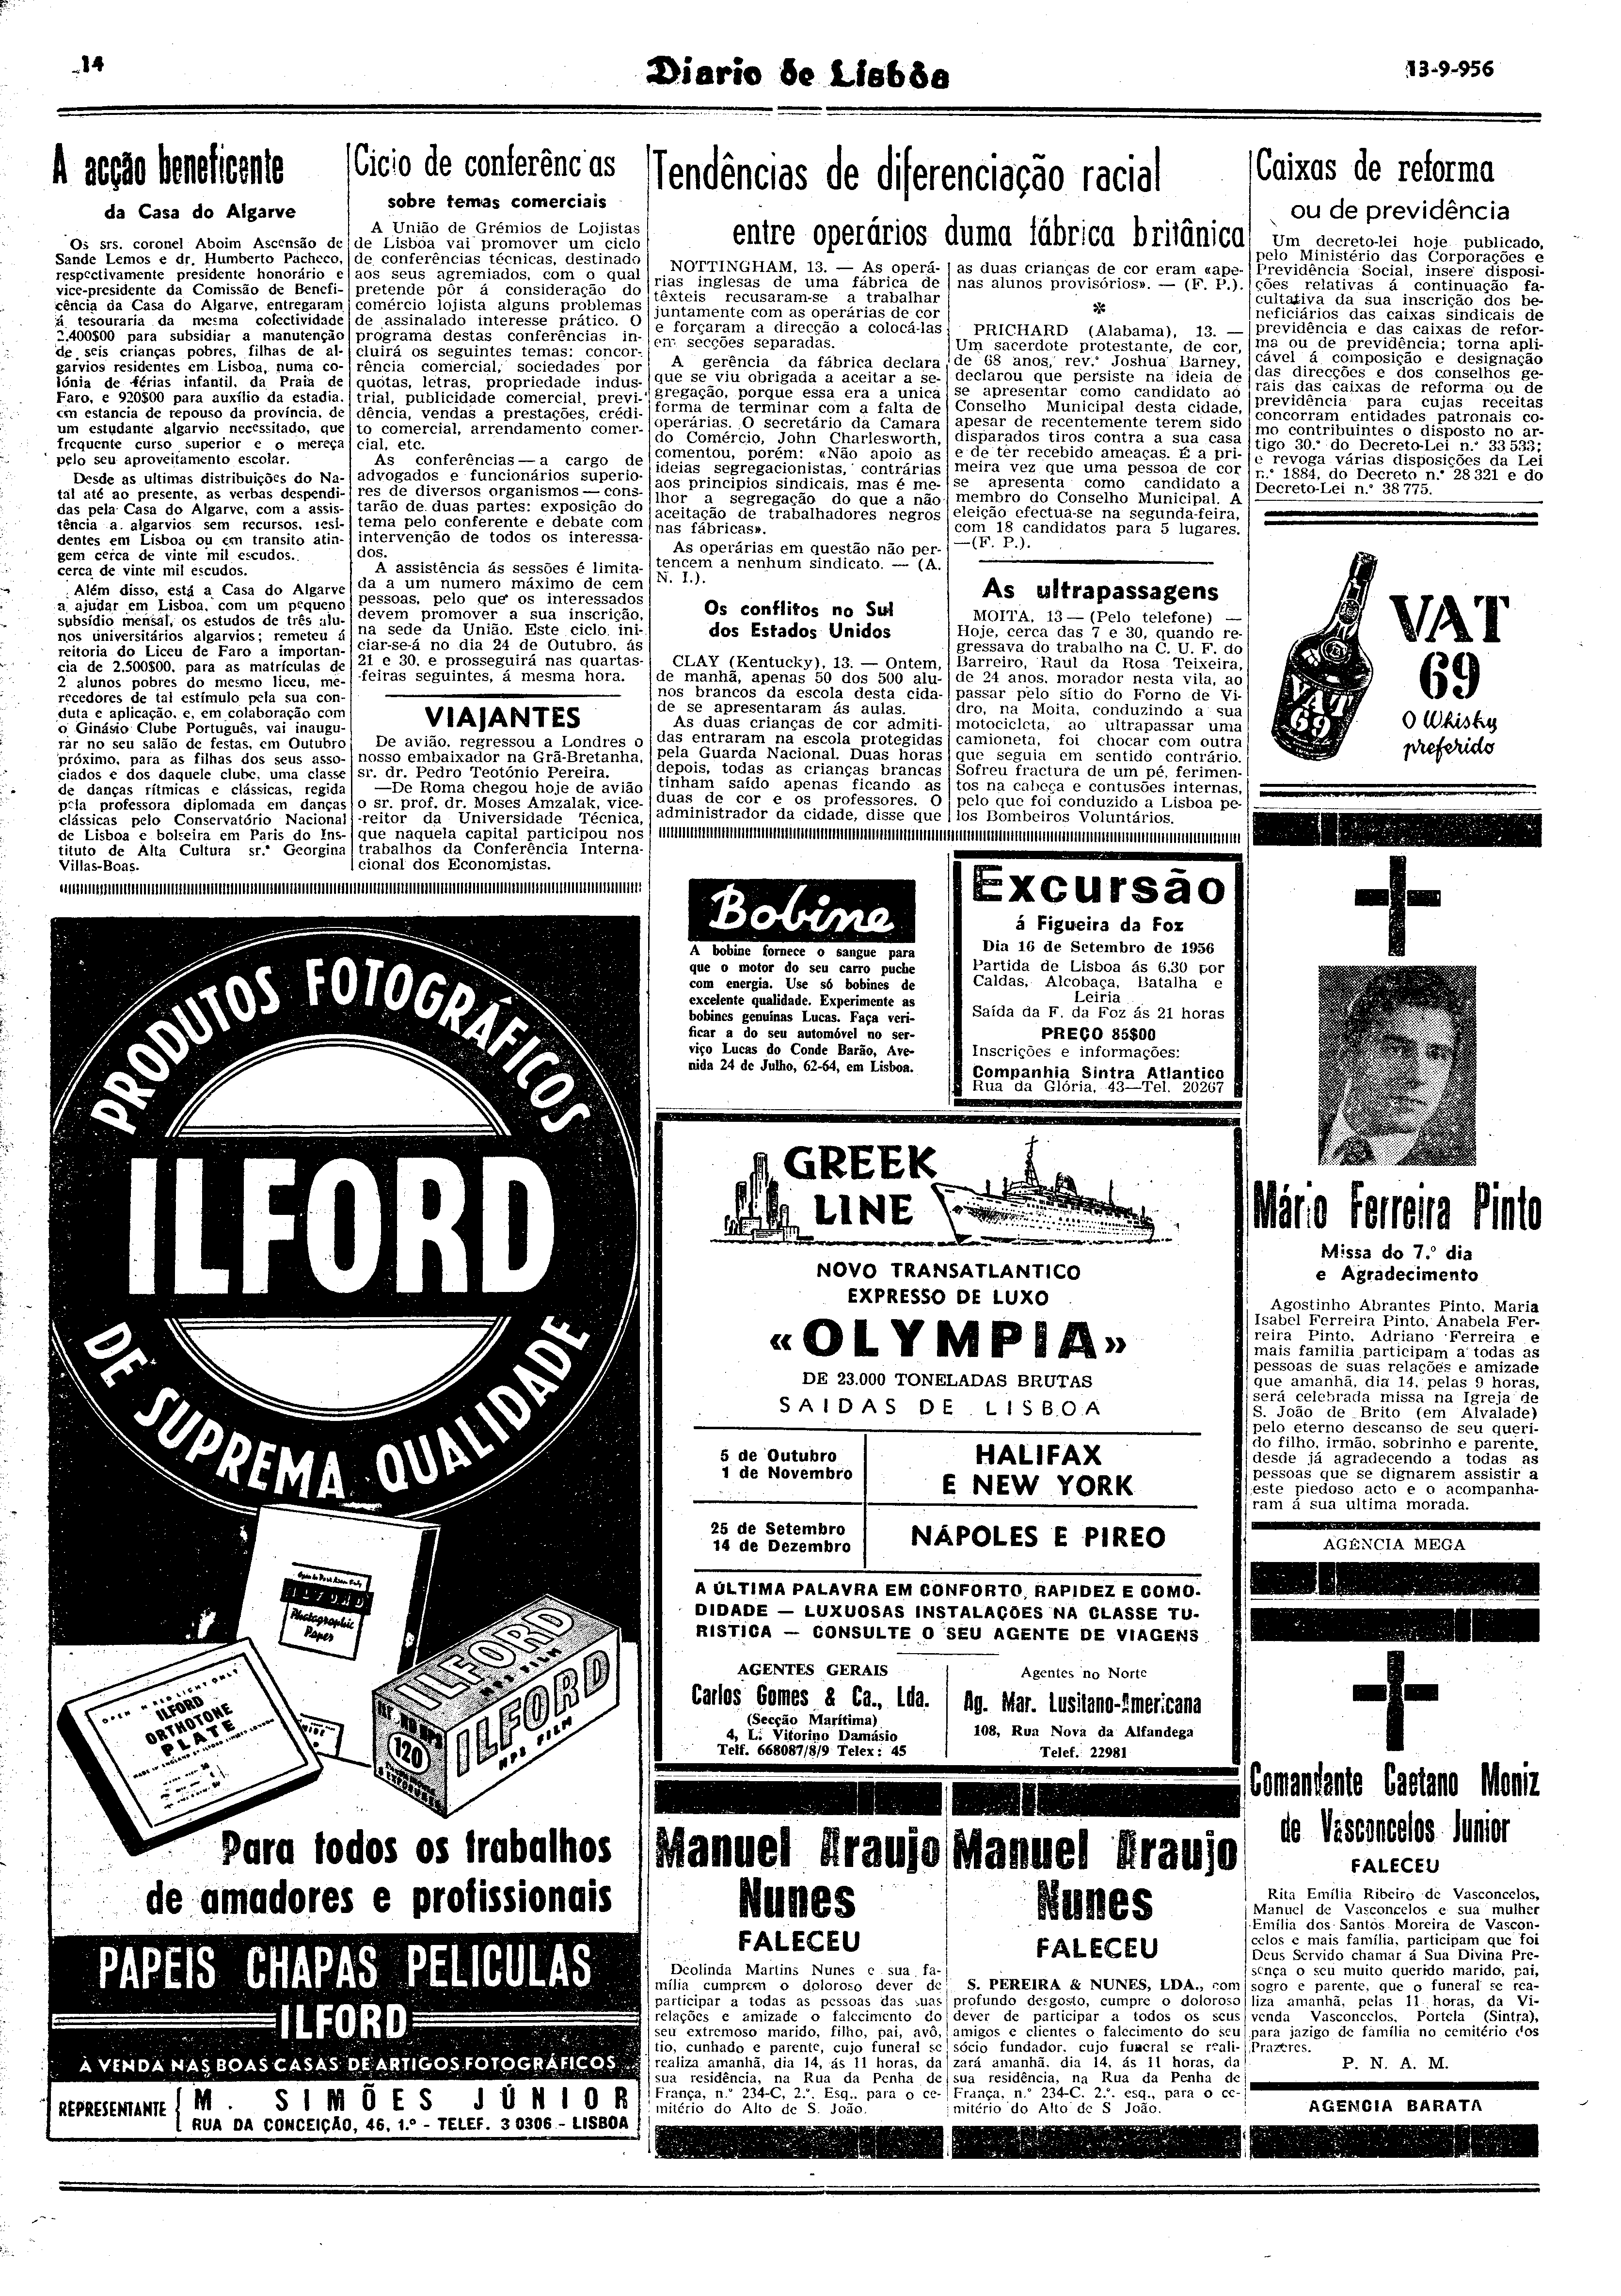 14
Diario de Lisbôa
13-9-956
A acção beneficente
da Casa do Algarve
Os srs. coronel Aboim Ascensão de
Sande Lemos e dr. Humberto Pacheco,
respectivamente presidente honorário e
vice-presidente da Comissão de Benefi-
cência da Casa do Algarve, entregaram
á tesouraria da mesma colectividade
2.400$00 para subsidiar a manutenção
de seis crianças pobres, filhas de al-
garvios residentes em Lisboa, numa co-
lónia de férias infantil, da Praia de
Faro, e 920$00 para auxílio da estadia,
em estancia de repouso da província, de
um estudante algarvio necessitado, que
frequente curso superior e o mereça
pelo seu aproveitamento escolar.
Desde as ultimas distribuições do Na-
tal até ao presente, as verbas despendi-
das pela Casa do Algarve, com a assis-
tência a algarvios sem recursos, resi-
dentes em Lisboa ou em transito atin-
gem cerca de vinte mil escudos.
cerca de vinte mil escudos.
Além disso, está a Casa do Algarve
a ajudar em Lisboa, com um pequeno
subsídio mensal, os estudos de três alu-
nos universitários algarvios; remeteu á
reitoria do Liceu de Faro a importan-
cia de 2.500$00, para as matrículas de
2 alunos pobres do mesmo liceu, me-
recedores de tal estímulo pela sua con-
duta e aplicação, e, em colaboração com
o Ginásio Clube Português, vai inaugu-
rar no seu salão de festas, em Outubro
próximo, para as filhas dos seus asso-
ciados e dos daquele clube, uma classe
de danças rítmicas e clássicas, regida
pela professora diplomada em danças
clássicas pelo Conservatório Nacional
de Lisboa e bolseira em Paris do Ins-
tituto de Alta Cultura sr.ª Georgina
Villas-Boas.
Ciclo de conferênc as
sobre temas comerciais
A União de Grémios de Lojistas
de Lisboa vai promover um ciclo
de conferências técnicas, destinado
aos seus agremiados, com o qual
pretende pôr á consideração do
comércio lojista alguns problemas
de assinalado interesse prático. O
programa destas conferências in-
cluirá os seguintes temas: concor-
rência comercial, sociedades por
quotas, letras, propriedade indus-
trial, publicidade comercial, previ-
dência, vendas a prestações, crédi-
to comercial, arrendamento comer-
cial, etc.
As conferências — a cargo de
advogados e funcionários superio-
res de diversos organismos — cons-
tarão de duas partes: exposição do
tema pelo conferente e debate com
intervenção de todos os interessa-
dos.
A assistência ás sessões é limita-
da a um numero máximo de cem
pessoas, pelo que os interessados
devem promover a sua inscrição,
na sede da União. Este ciclo ini-
ciar-se-á no dia 24 de Outubro, ás
21 e 30, e prosseguirá nas quartas-
-feiras seguintes, á mesma hora.
VIAJANTES
De avião, regressou a Londres o
nosso embaixador na Grã-Bretanha,
sr. dr. Pedro Teotónio Pereira.
—De Roma chegou hoje de avião
o sr. prof. dr. Moses Amzalak, vice-
-reitor da Universidade Técnica,
que naquela capital participou nos
trabalhos da Conferência Interna-
cional dos Economistas.
Tendências de diferenciação racial
entre operários duma fábrica britânica
NOTTINGHAM, 13. — As operá-
rias inglesas de uma fábrica de
têxteis recusaram-se a trabalhar
juntamente com as operárias de cor
e forçaram a direcção a colocá-las
em secções separadas.
A gerência da fábrica declara
que se viu obrigada a aceitar a se-
gregação, porque essa era a unica
forma de terminar com a falta de
operárias. O secretário da Camara
do Comércio, John Charlesworth,
comentou, porém: «Não apoio as
ideias segregacionistas, contrárias
aos principios sindicais, mas é me-
lhor a segregação do que a não
aceitação de trabalhadores negros
nas fábricas».
As operárias em questão não per-
tencem a nenhum sindicato. — (A.
N. I.).
Os conflitos no Sul
dos Estados Unidos
CLAY (Kentucky), 13. — Ontem,
de manhã, apenas 50 dos 500 alu-
nos brancos da escola desta cida-
de se apresentaram ás aulas.
As duas crianças de cor admiti-
das entraram na escola protegidas
pela Guarda Nacional. Duas horas
depois, todas as crianças brancas
tinham saído apenas ficando as
duas de cor e os professores. O
administrador da cidade, disse que
as duas crianças de cor eram «ape-
nas alunos provisórios». — (F. P.).
*
PRICHARD (Alabama), 13. —
Um sacerdote protestante, de cor,
de 68 anos, rev.º Joshua Barney,
declarou que persiste na ideia de
se apresentar como candidato ao
Conselho Municipal desta cidade,
apesar de recentemente terem sido
disparados tiros contra a sua casa
e de ter recebido ameaças. É a pri-
meira vez que uma pessoa de cor
se apresenta como candidato a
membro do Conselho Municipal. A
eleição efectua-se na segunda-feira,
com 18 candidatos para 5 lugares.
—(F. P.).
As ultrapassagens
MOITA, 13 — (Pelo telefone) —
Hoje, cerca das 7 e 30, quando re-
gressava do trabalho na C. U. F. do
Barreiro, Raul da Rosa Teixeira,
de 24 anos, morador nesta vila, ao
passar pelo sítio do Forno de Vi-
dro, na Moita, conduzindo a sua
motocicleta, ao ultrapassar uma
camioneta, foi chocar com outra
que seguia em sentido contrário.
Sofreu fractura de um pé, ferimen-
tos na cabeça e contusões internas,
pelo que foi conduzido a Lisboa pe-
los Bombeiros Voluntários.
Caixas de reforma
ou de previdência
Um decreto-lei hoje publicado,
pelo Ministério das Corporações e
Previdência Social, insere disposi-
ções relativas á continuação fa-
cultativa da sua inscrição dos be-
neficiários das caixas sindicais de
previdência e das caixas de refor-
ma ou de previdência; torna apli-
cável á composição e designação
das direcções e dos conselhos ge-
rais das caixas de reforma ou de
previdência para cujas receitas
concorram entidades patronais co-
mo contribuintes o disposto no ar-
tigo 30.º do Decreto-Lei n.º 33 533;
e revoga várias disposições da Lei
n.º 1884, do Decreto n.º 28 321 e do
Decreto-Lei n.º 38 775.
VAT
69
VAT
69
O Whisky
preferido
PRODUTOS FOTOGRÁFICOS
ILFORD
DE SUPREMA QUALIDADE
ILFORD
Photographic
Paper
OPEN IN RED LIGHT ONLY
ILFORD
ORTHOTONE
PLATE
ILFORD
HPS FILM
120
ILFORD
HPS FILM
Para todos os trabalhos
de amadores e profissionais
PAPEIS CHAPAS PELICULAS
ILFORD
À VENDA NAS BOAS CASAS DE ARTIGOS FOTOGRÁFICOS
REPRESENTANTE
M. SIMÕES JÚNIOR
RUA DA CONCEIÇÃO, 46, 1.º - TELEF. 3 0306 - LISBOA
Bobine
A bobine fornece o sangue para
que o motor do seu carro puche
com energia. Use só bobines de
excelente qualidade. Experimente as
bobines genuínas Lucas. Faça veri-
ficar a do seu automóvel no ser-
viço Lucas do Conde Barão, Ave-
nida 24 de Julho, 62-64, em Lisboa.
Excursão
á Figueira da Foz
Dia 16 de Setembro de 1956
Partida de Lisboa ás 6.30 por
Caldas, Alcobaça, Batalha e
Leiria
Saída da F. da Foz ás 21 horas
PREÇO 85$00
Inscrições e informações:
Companhia Sintra Atlantico
Rua da Glória, 43—Tel. 20267
GREEK
LINE
NOVO TRANSATLANTICO
EXPRESSO DE LUXO
«OLYMPIA»
DE 23.000 TONELADAS BRUTAS
SAIDAS DE LISBOA
5 de Outubro
1 de Novembro
HALIFAX
E NEW YORK
25 de Setembro
14 de Dezembro
NÁPOLES E PIREO
A ÚLTIMA PALAVRA EM CONFORTO, RAPIDEZ E COMO-
DIDADE — LUXUOSAS INSTALAÇÕES NA CLASSE TU-
RÍSTICA — CONSULTE O SEU AGENTE DE VIAGENS
AGENTES GERAIS
Carlos Gomes & Ca., Lda.
(Secção Marítima)
4, L. Vitorino Damásio
Telf. 668087/8/9 Telex: 45
Agentes no Norte
Ag. Mar. Lusitano-Americana
108, Rua Nova da Alfandega
Telef. 22981
Manuel Araujo
Nunes
FALECEU
Deolinda Martins Nunes e sua fa-
mília cumprem o doloroso dever de
participar a todas as pessoas das suas
relações e amizade o falecimento do
seu extremoso marido, filho, pai, avô,
tio, cunhado e parente, cujo funeral se
realiza amanhã, dia 14, ás 11 horas, da
sua residência, na Rua da Penha de
França, n.º 234-C, 2.º. Esq., para o ce-
mitério do Alto de S. João.
Manuel Araujo
Nunes
FALECEU
S. PEREIRA & NUNES, LDA., com
profundo desgosto, cumpre o doloroso
dever de participar a todos os seus
amigos e clientes o falecimento do seu
sócio fundador, cujo funeral se reali-
zará amanhã, dia 14, ás 11 horas, da
sua residência, na Rua da Penha de
França, n.º 234-C. 2.º. esq., para o ce-
mitério do Alto de S João.
Mário Ferreira Pinto
Missa do 7.º dia
e Agradecimento
Agostinho Abrantes Pinto, Maria
Isabel Ferreira Pinto, Anabela Fer-
reira Pinto, Adriano Ferreira e
mais familia participam a todas as
pessoas de suas relações e amizade
que amanhã, dia 14, pelas 9 horas,
será celebrada missa na Igreja de
S. João de Brito (em Alvalade)
pelo eterno descanso de seu queri-
do filho, irmão, sobrinho e parente,
desde já agradecendo a todas as
pessoas que se dignarem assistir a
este piedoso acto e o acompanha-
ram á sua ultima morada.
AGÊNCIA MEGA
Comandante Caetano Moniz
de Vasconcelos Junior
FALECEU
Rita Emília Ribeiro de Vasconcelos,
Manuel de Vasconcelos e sua mulher
Emília dos Santos Moreira de Vascon-
celos e mais família, participam que foi
Deus Servido chamar á Sua Divina Pre-
sença o seu muito querido marido, pai,
sogro e parente, que o funeral se rea-
liza amanhã, pelas 11 horas, da Vi-
venda Vasconcelos, Portela (Sintra),
para jazigo de família no cemitério dos
Prazeres.
P. N. A. M.
AGENCIA BARATA